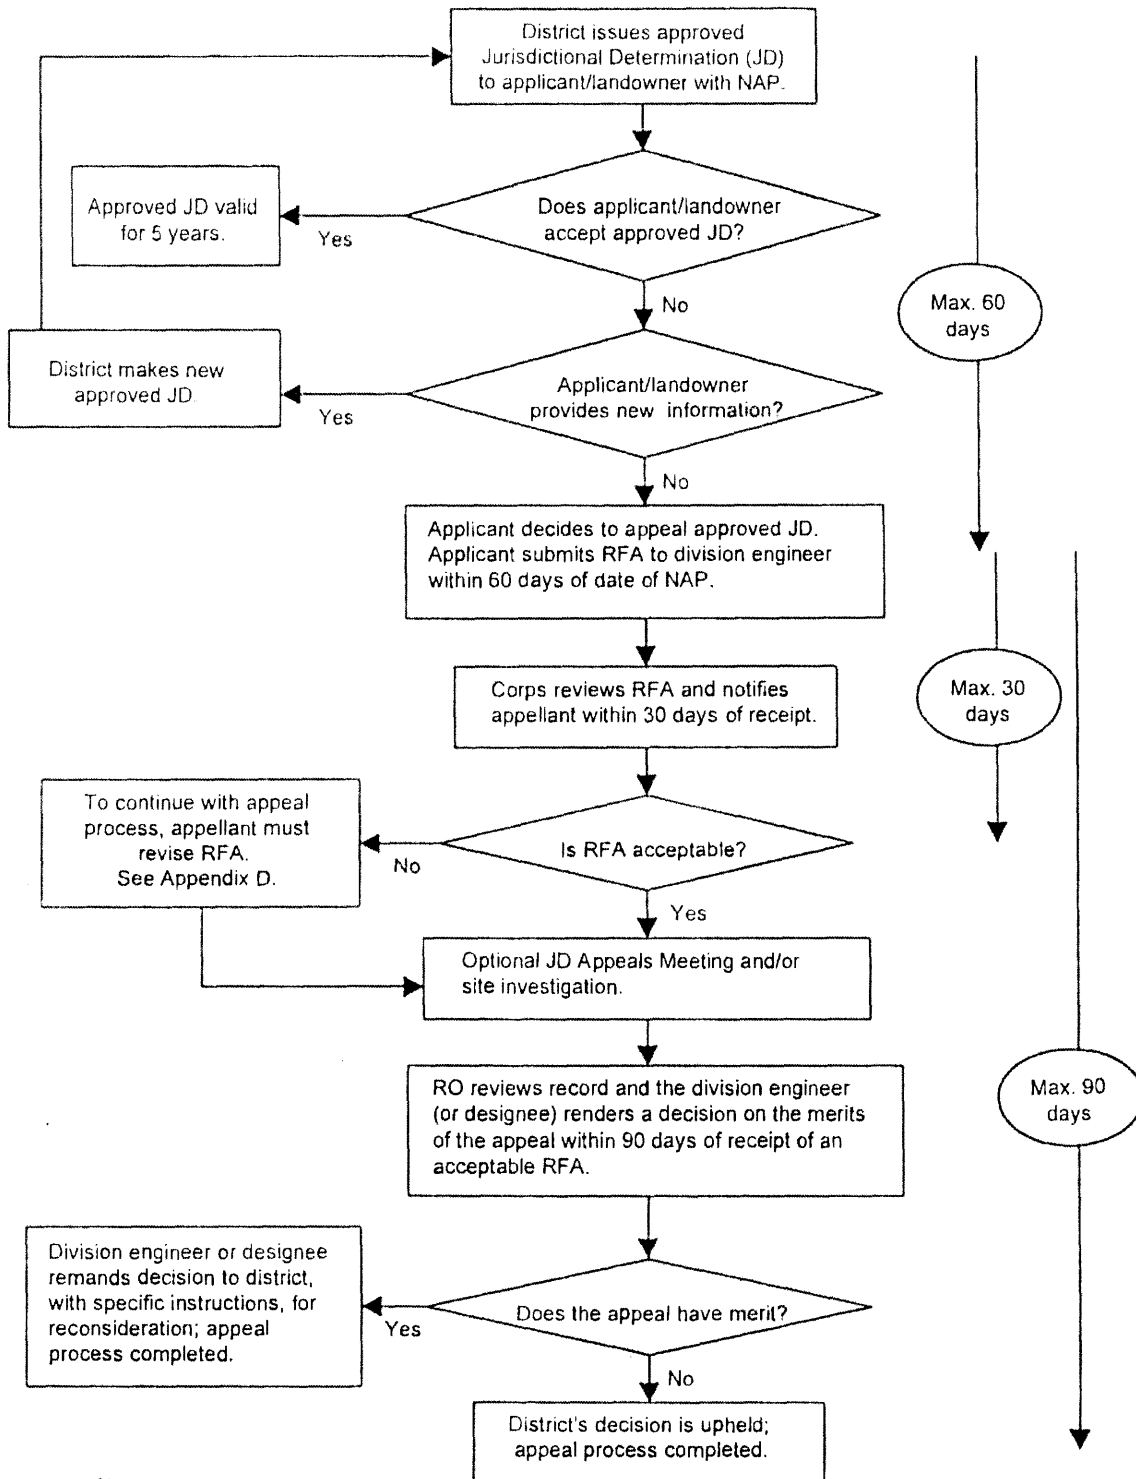 District issues approved
Jurisdictional Determination (JD)
to applicant/landowner with NAP.
Approved JD valid
for 5 years.
Yes
Does applicant/landowner
accept approved JD?
No
Max. 60
days
District makes new
approved JD.
Yes
Applicant/landowner
provides new information?
No
Applicant decides to appeal approved JD.
Applicant submits RFA to division engineer
within 60 days of date of NAP.
Corps reviews RFA and notifies
appellant within 30 days of receipt.
Max. 30
days
To continue with appeal
process, appellant must
revise RFA.
See Appendix D.
No
Is RFA acceptable?
Yes
Optional JD Appeals Meeting and/or
site investigation.
RO reviews record and the division engineer
(or designee) renders a decision on the merits
of the appeal within 90 days of receipt of an
acceptable RFA.
Max. 90
days
Division engineer or designee
remands decision to district,
with specific instructions, for
reconsideration; appeal
process completed.
Yes
Does the appeal have merit?
No
District's decision is upheld;
appeal process completed.